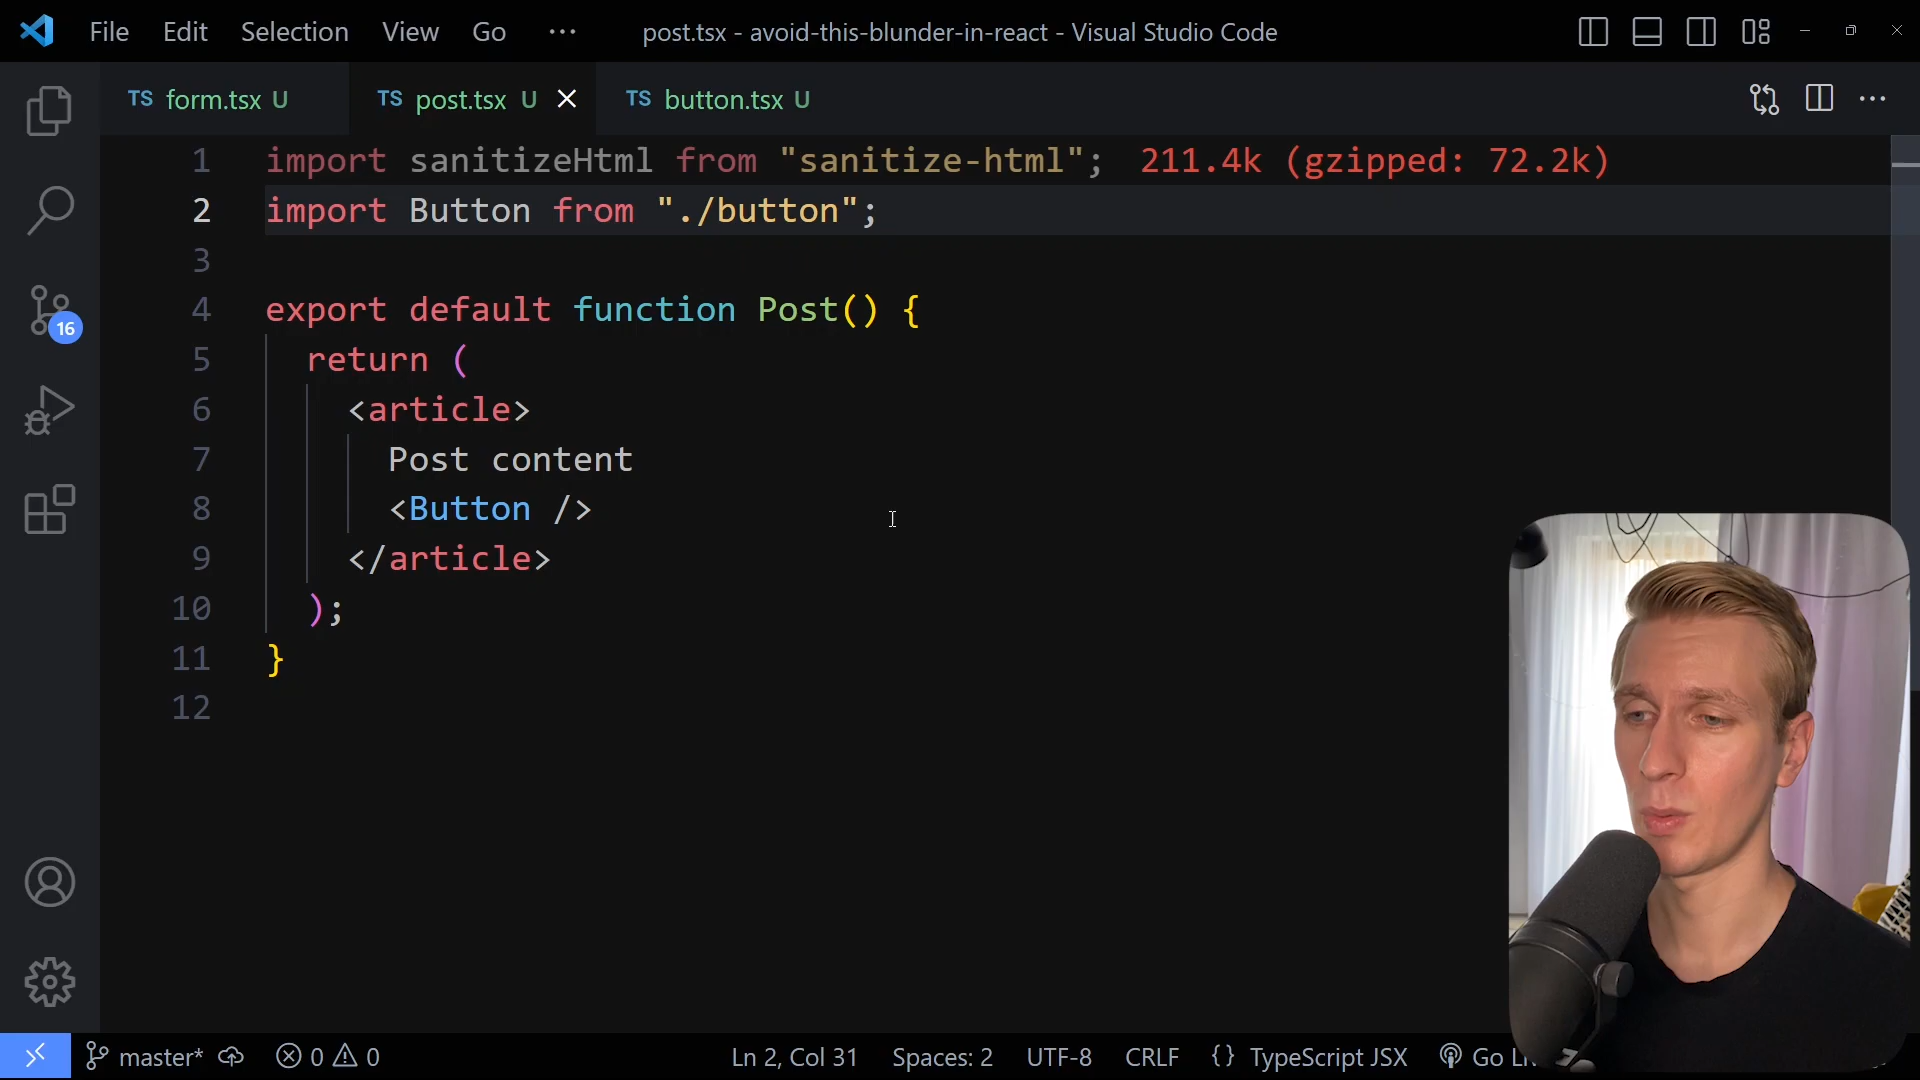 File Edit Selection View Go ··· post.tsx - avoid-this-blunder-in-react - Visual Studio Code
TS form.tsx U TS post.tsx U TS button.tsx U
1 import sanitizeHtml from "sanitize-html"; 211.4k (gzipped: 72.2k)
2 import Button from "./button";
3
4 export default function Post() {
5 return (
6 <article>
7 Post content
8 <Button />
9 </article>
10 );
11 }
12
16
master* 0 0 Ln 2, Col 31 Spaces: 2 UTF-8 CRLF {} TypeScript JSX Go